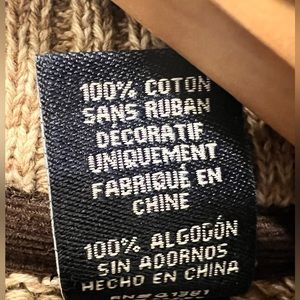 100% COTON
SANS RUBAN
DÉCORATIF
UNIQUEMENT
FABRIQUÉ EN
CHINE
100% ALGODÓN
SIN ADORNOS
HECHO EN CHINA